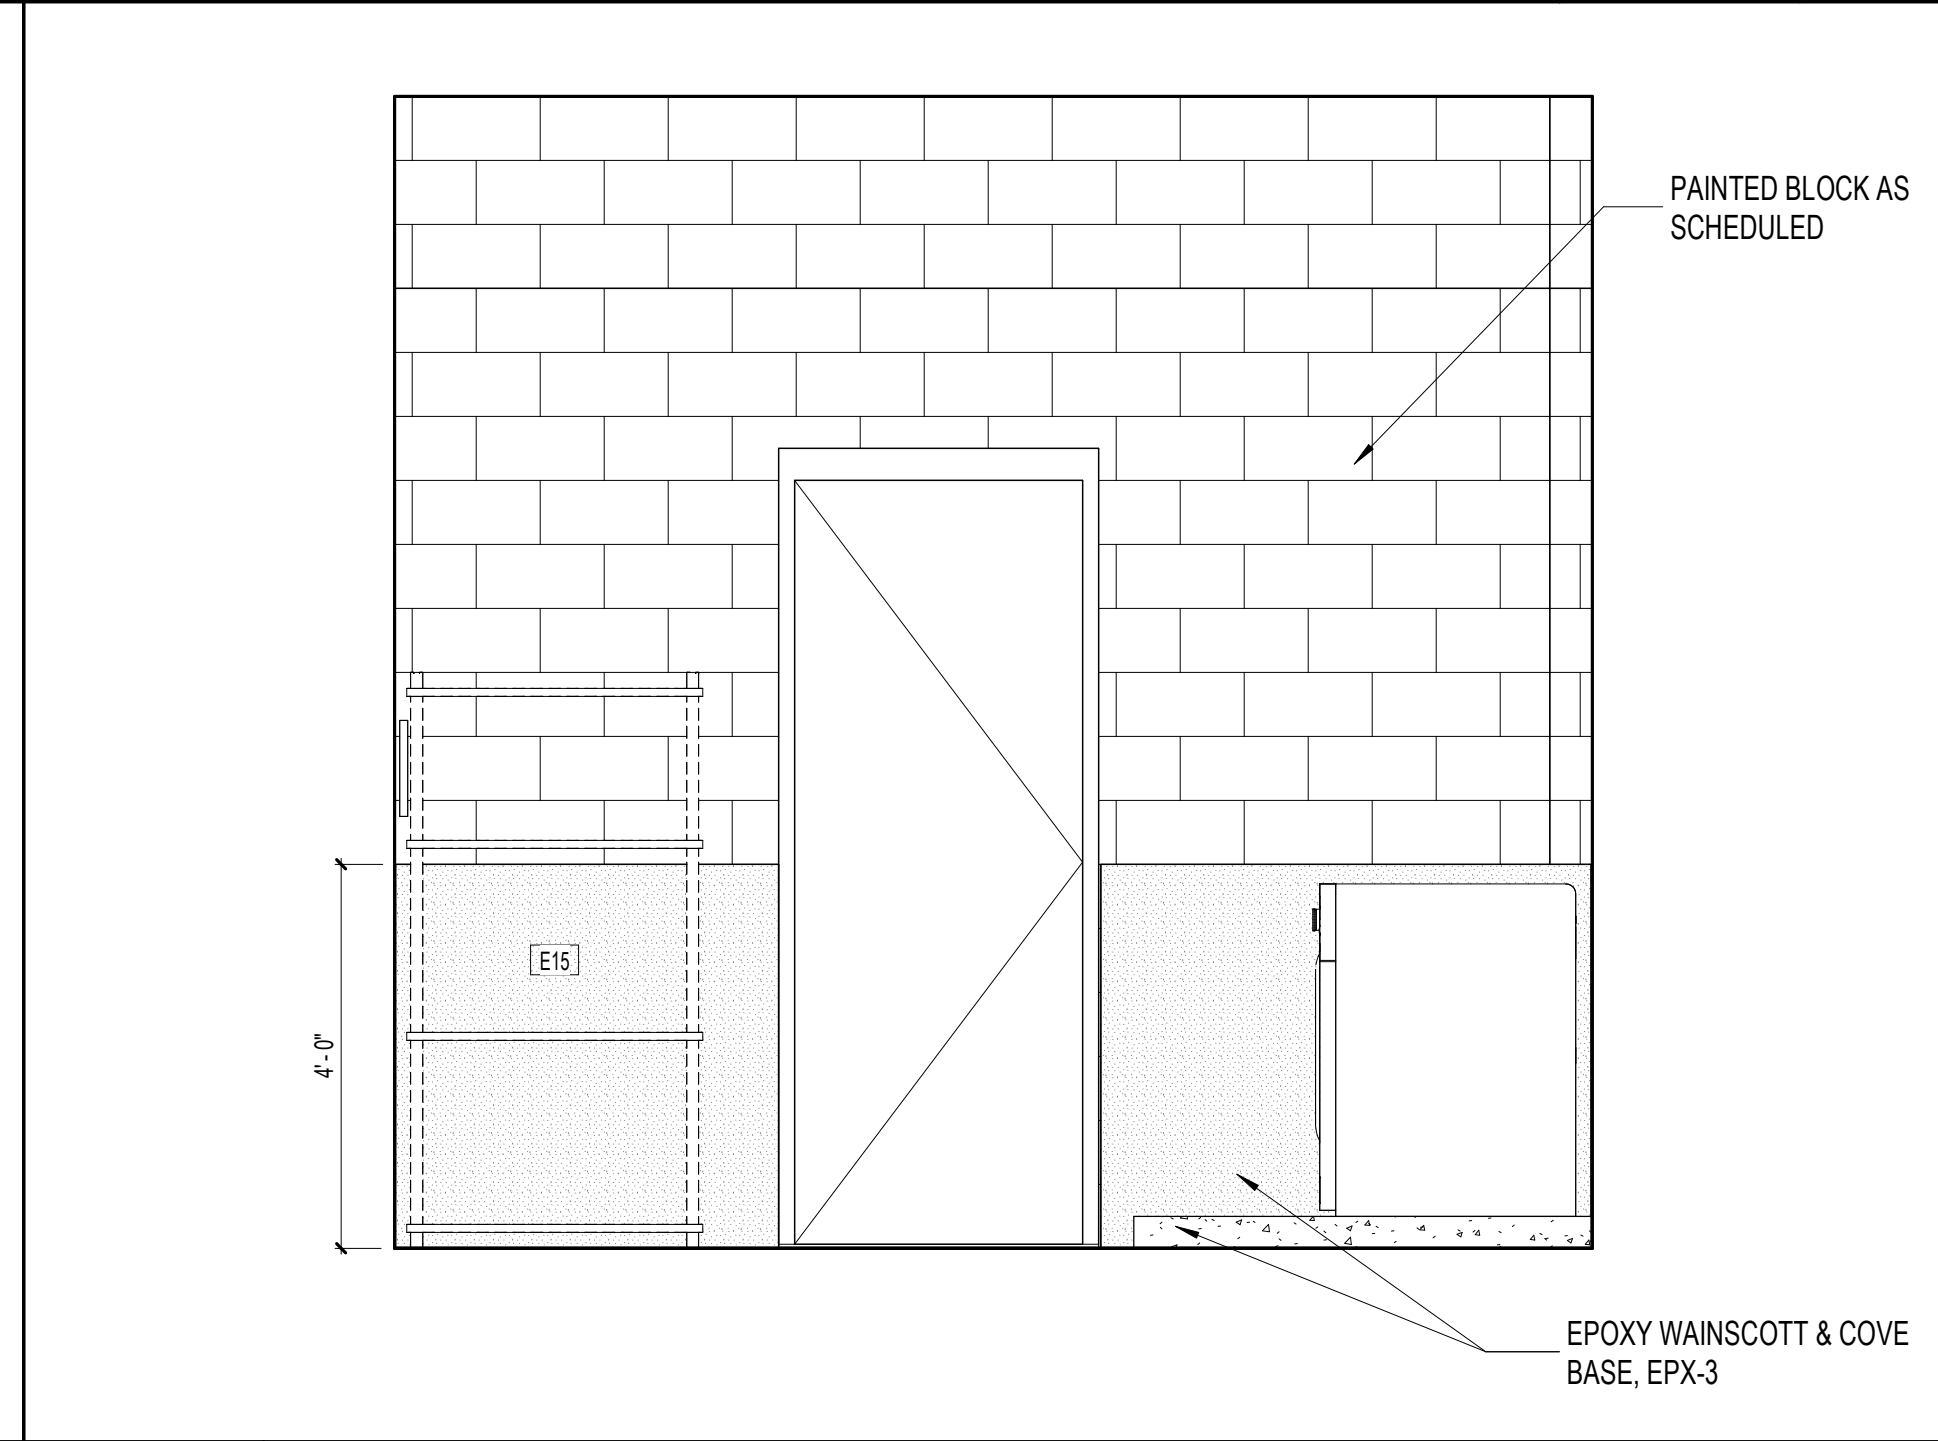 PAINTED BLOCK AS
SCHEDULED
E15
4' - 0"
EPOXY WAINSCOTT & COVE
BASE, EPX-3